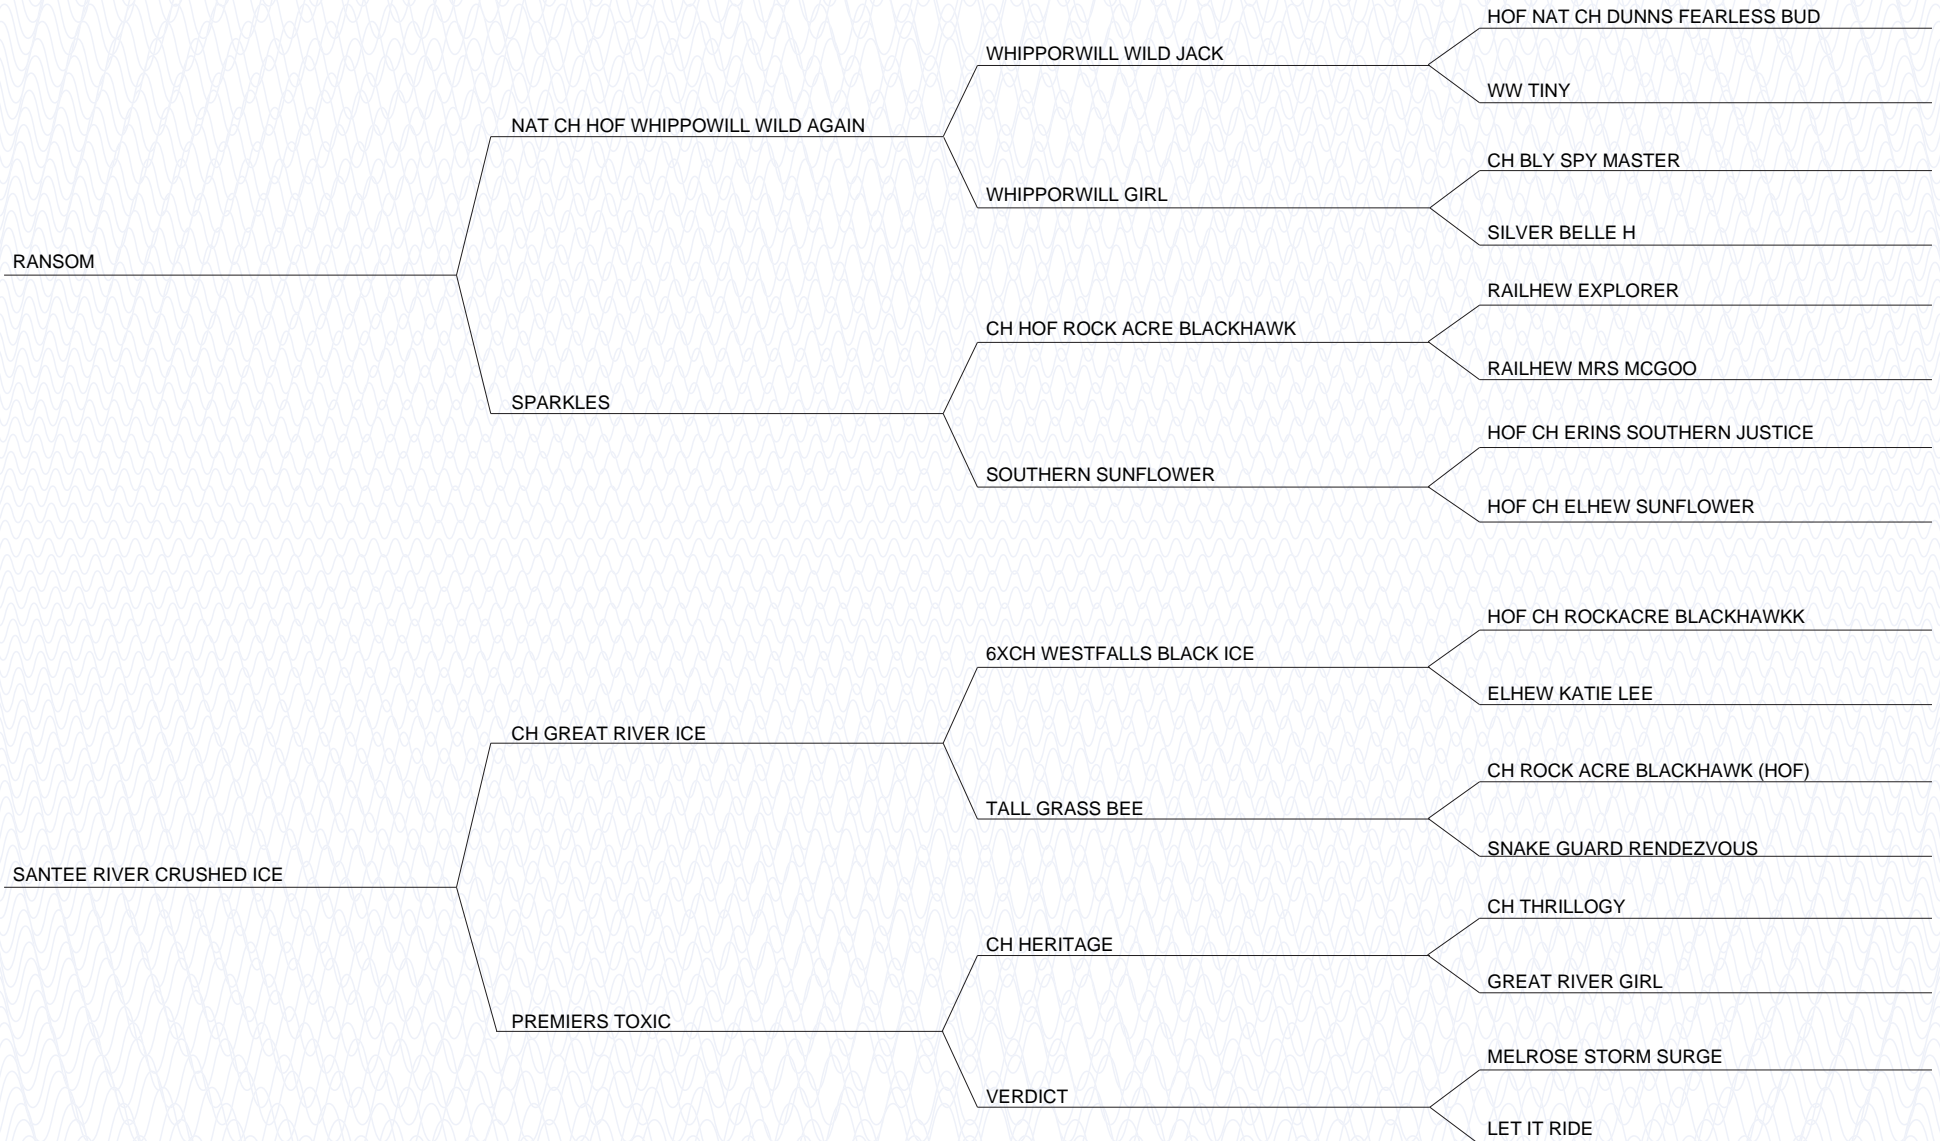 HOF NAT CH DUNNS FEARLESS BUD
WHIPPORWILL WILD JACK
WW TINY
NAT CH HOF WHIPPOWILL WILD AGAIN
CH BLY SPY MASTER
WHIPPORWILL GIRL
SILVER BELLE H
RANSOM
RAILHEW EXPLORER
CH HOF ROCK ACRE BLACKHAWK
RAILHEW MRS MCGOO
SPARKLES
HOF CH ERINS SOUTHERN JUSTICE
SOUTHERN SUNFLOWER
HOF CH ELHEW SUNFLOWER
HOF CH ROCKACRE BLACKHAWKK
6XCH WESTFALLS BLACK ICE
ELHEW KATIE LEE
CH GREAT RIVER ICE
CH ROCK ACRE BLACKHAWK (HOF)
TALL GRASS BEE
SNAKE GUARD RENDEZVOUS
SANTEE RIVER CRUSHED ICE
CH THRILLOGY
CH HERITAGE
GREAT RIVER GIRL
PREMIERS TOXIC
MELROSE STORM SURGE
VERDICT
LET IT RIDE